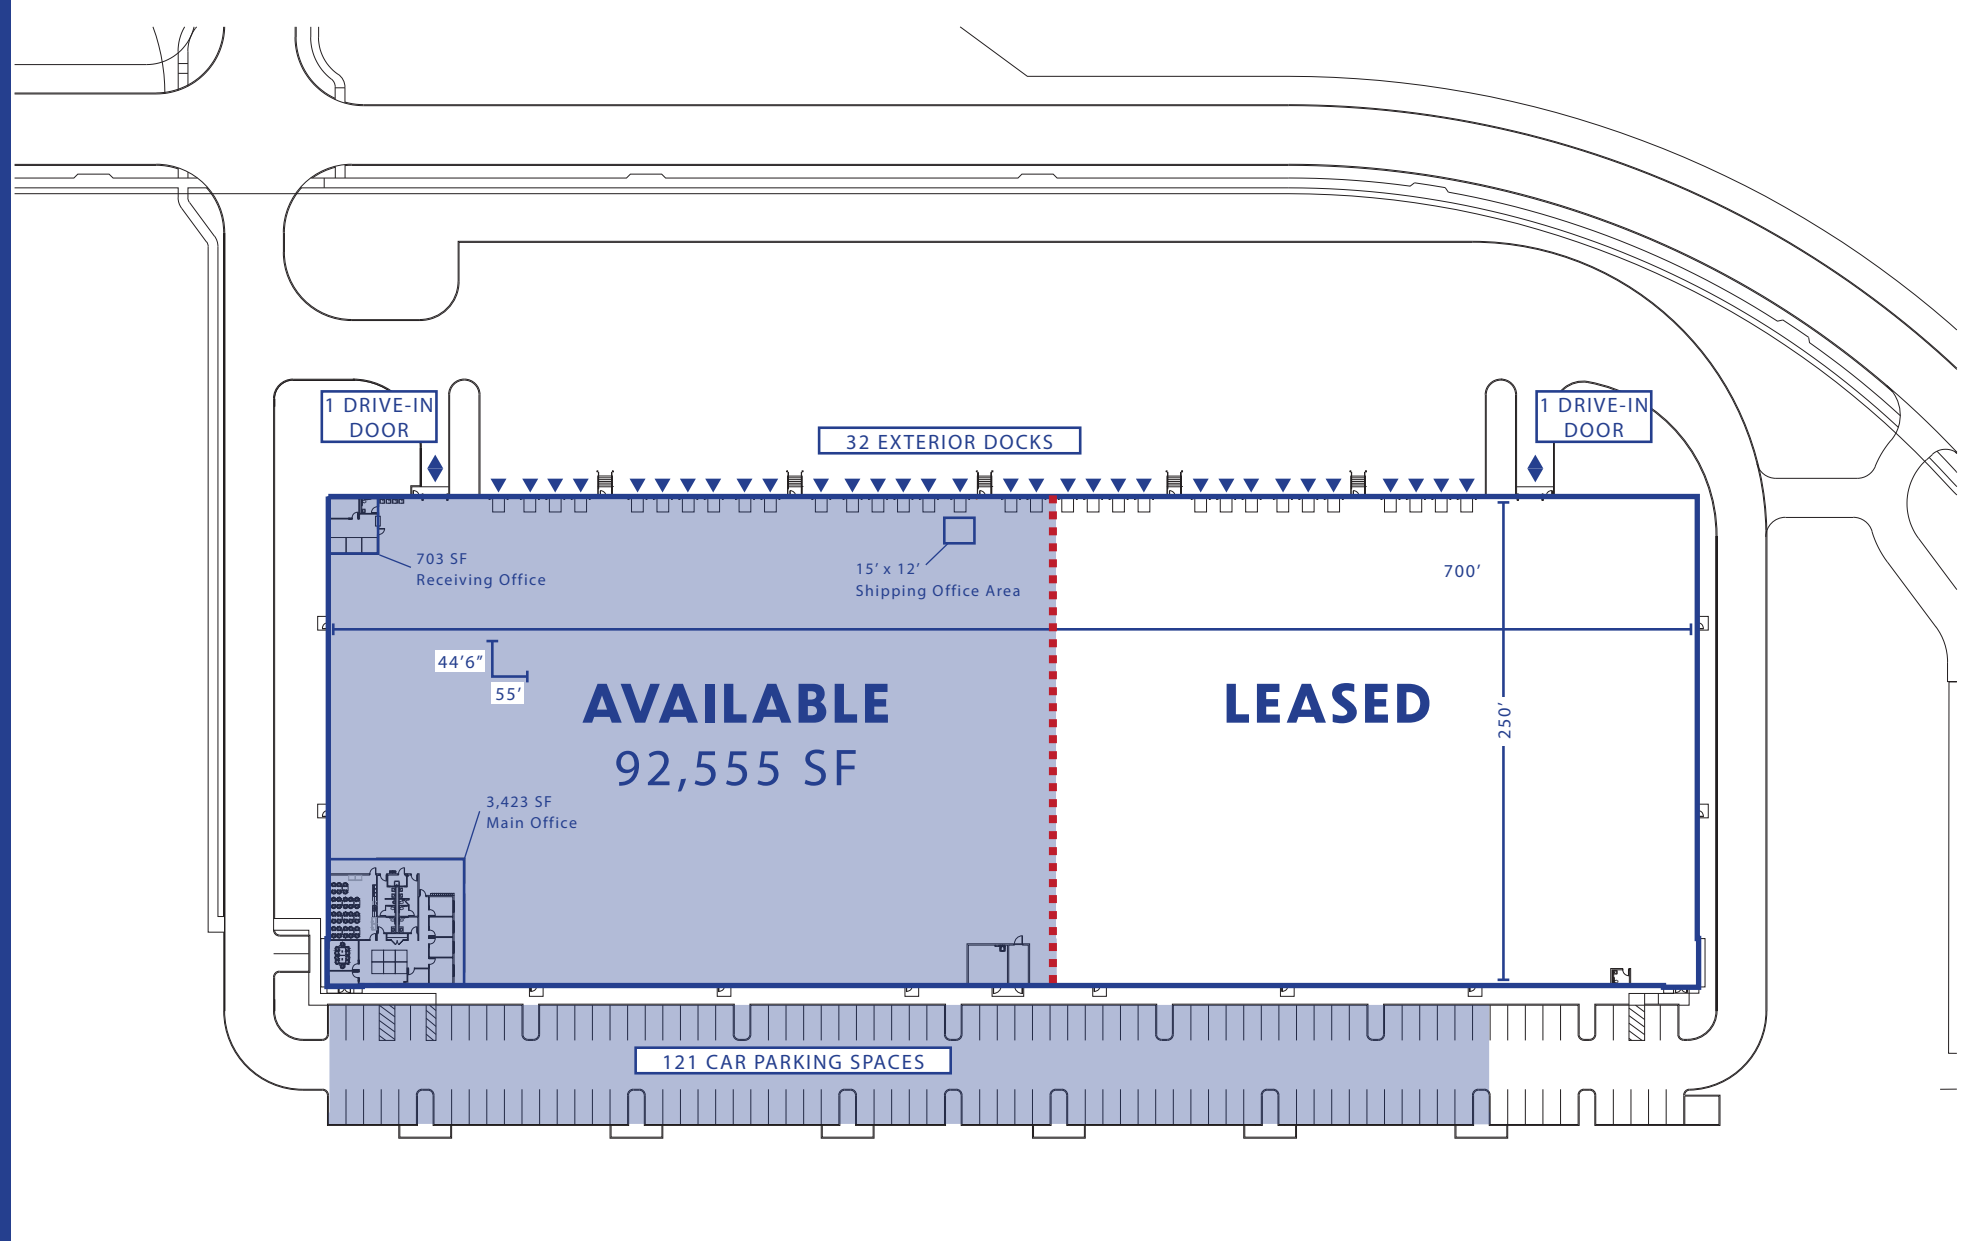 1 DRIVE-IN
DOOR
32 EXTERIOR DOCKS
1 DRIVE-IN
DOOR
703 SF
Receiving Office
15’ x 12’
Shipping Office Area
700’
44’6”
55’
AVAILABLE
92,555 SF
LEASED
250’
3,423 SF
Main Office
121 CAR PARKING SPACES